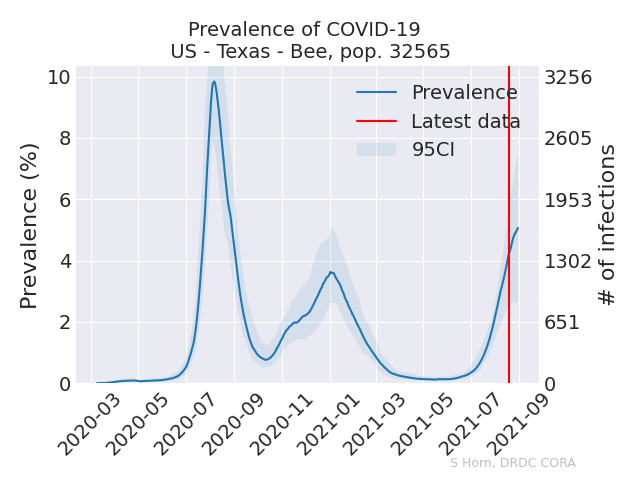 Prevalence of COVID-19
US - Texas - Bee, pop. 32565
Prevalence (%)
10
8
6
4
2
0
3256
2605
1953
1302
651
0
# of infections
Prevalence
Latest data
95CI
2020-03
2020-05
2020-07
2020-09
2020-11
2021-01
2021-03
2021-05
2021-07
2021-09
S Horn, DRDC CORA